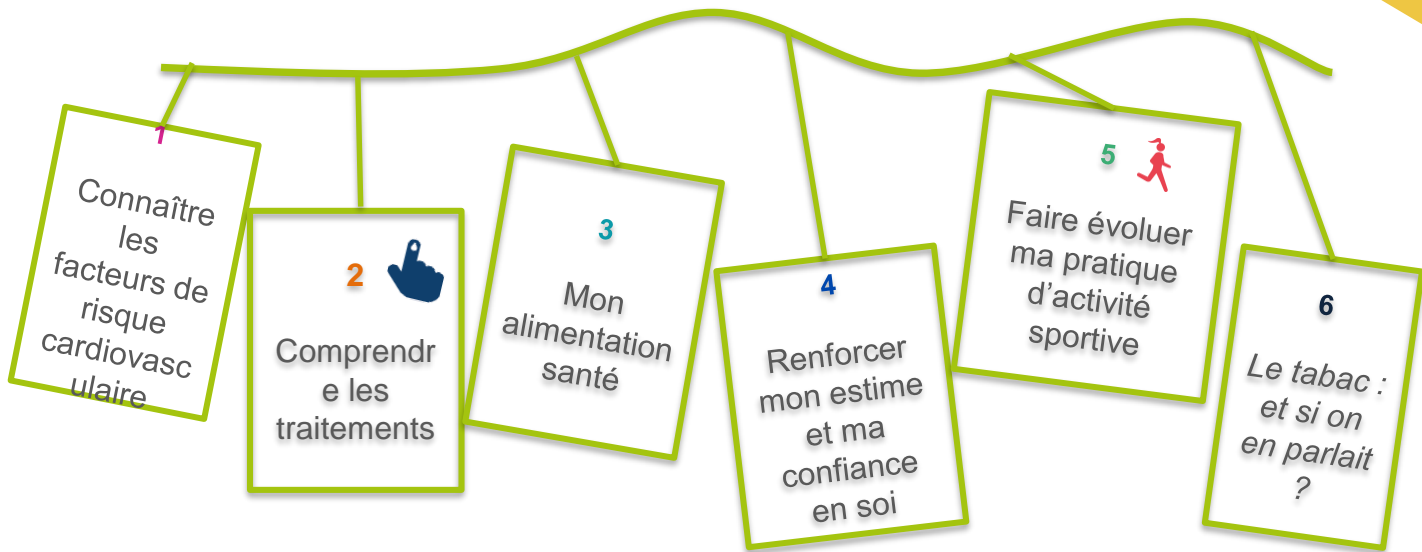 1
Connaître
les
facteurs de
risque
cardiovasc
ulaire
2
Comprendr
e les
traitements
3
Mon
alimentation
santé
4
Renforcer
mon estime
et ma
confiance
en soi
5
Faire évoluer
ma pratique
d’activité
sportive
6
Le tabac :
et si on
en parlait
?